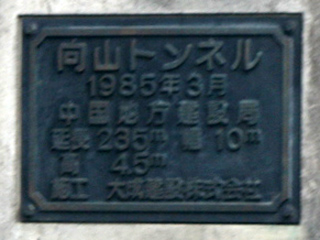 向山トンネル
1985年3月
中国地方建設局
延長 235m 幅 10m
高 4.5m
施工 大鳴建設株式会社